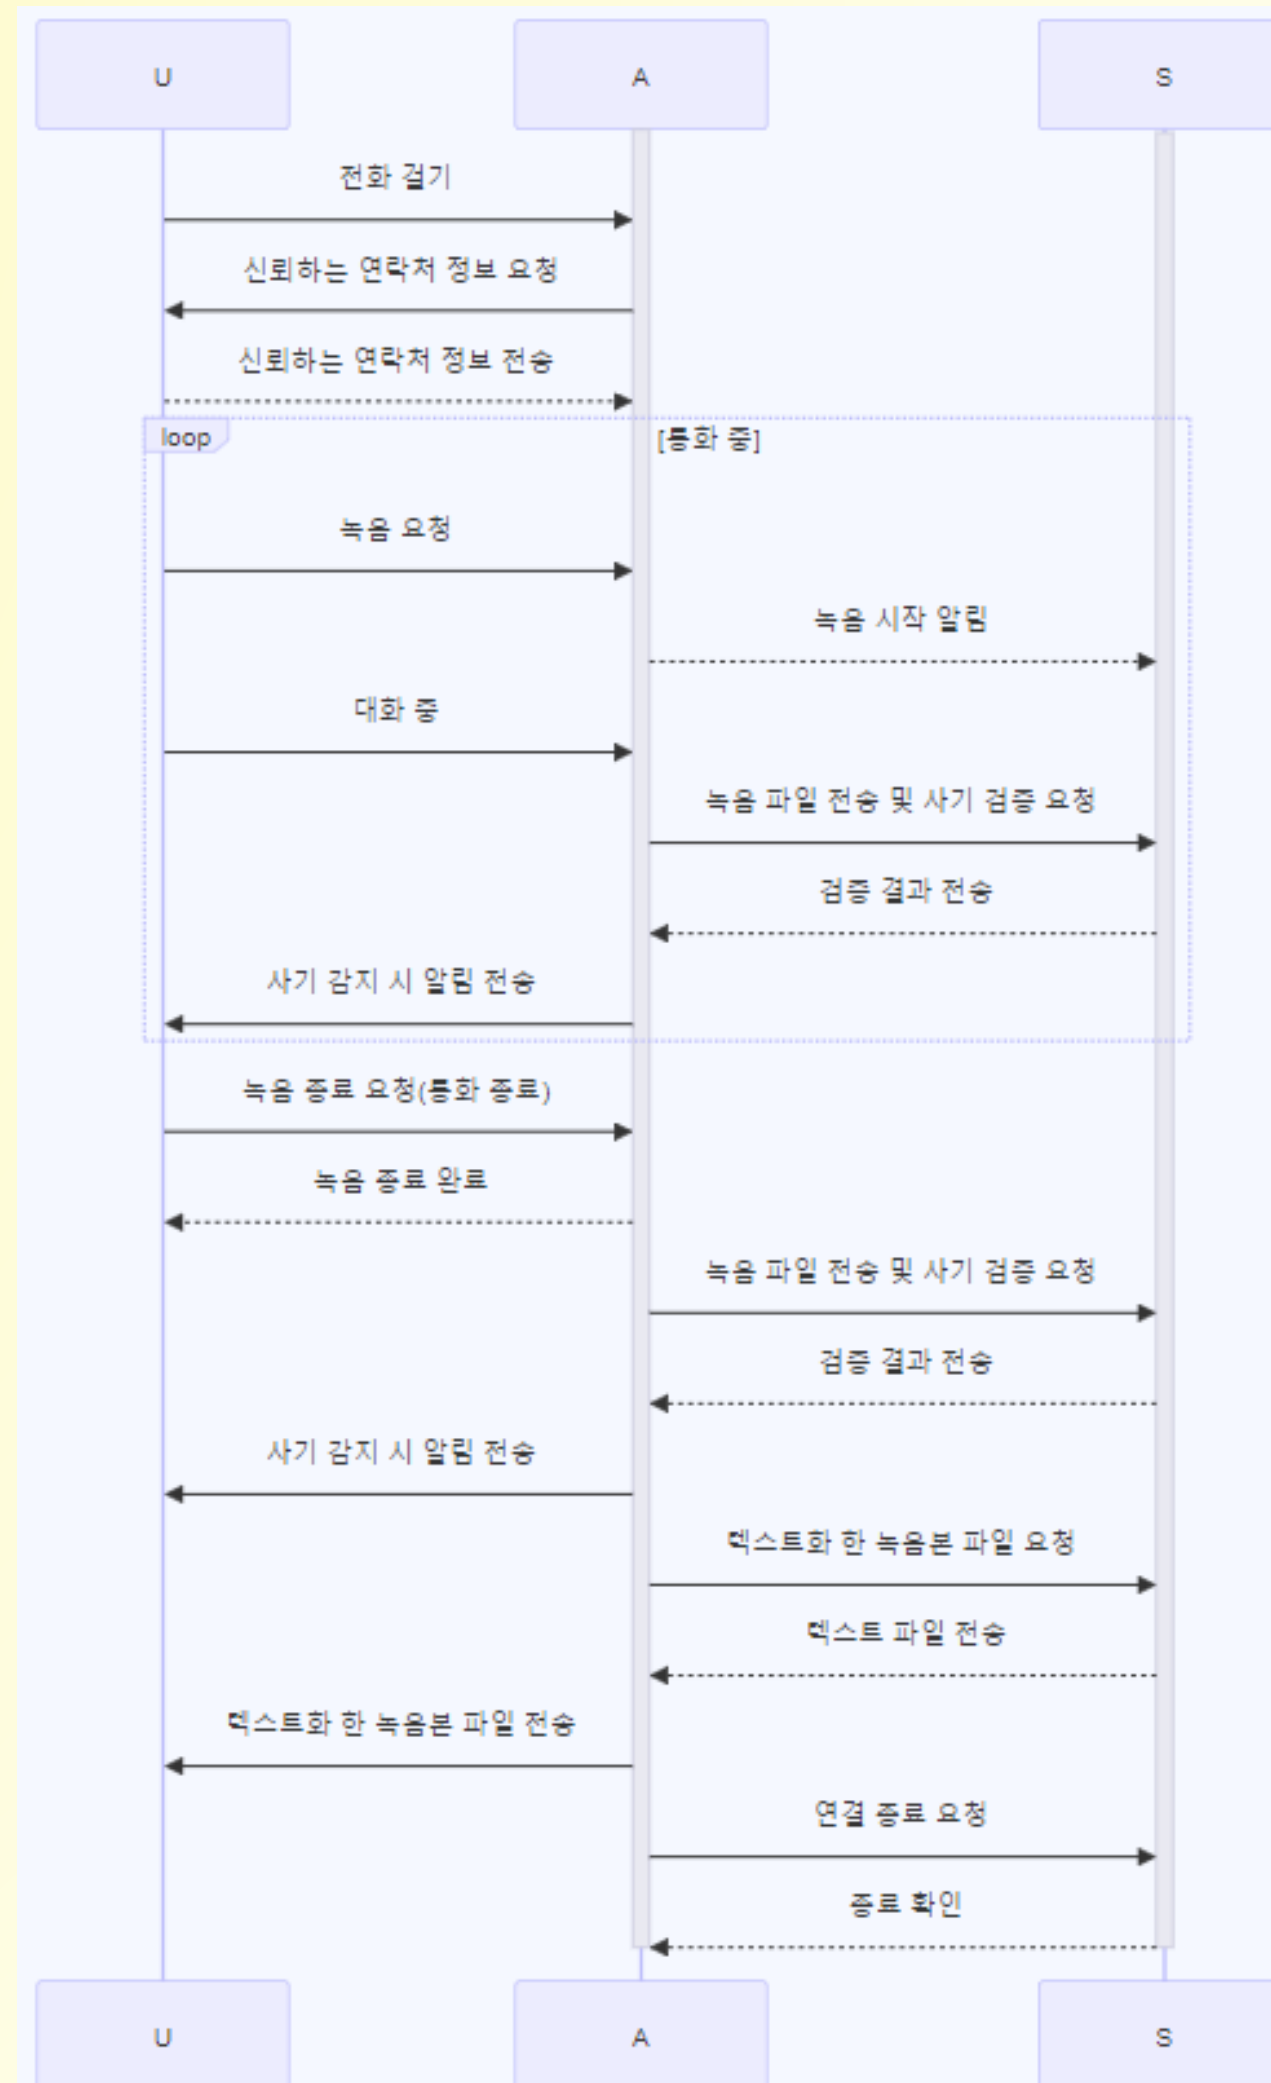 U
A
S
전화 걸기
신뢰하는 연락처 정보 요청
신뢰하는 연락처 정보 전송
loop
[통화 중]
녹음 요청
녹음 시작 알림
대화 중
녹음 파일 전송 및 사기 검증 요청
검증 결과 전송
사기 감지 시 알림 전송
녹음 종료 요청(통화 종료)
녹음 종료 완료
녹음 파일 전송 및 사기 검증 요청
검증 결과 전송
사기 감지 시 알림 전송
텍스트화 한 녹음본 파일 요청
텍스트 파일 전송
텍스트화 한 녹음본 파일 전송
연결 종료 요청
종료 확인
U
A
S